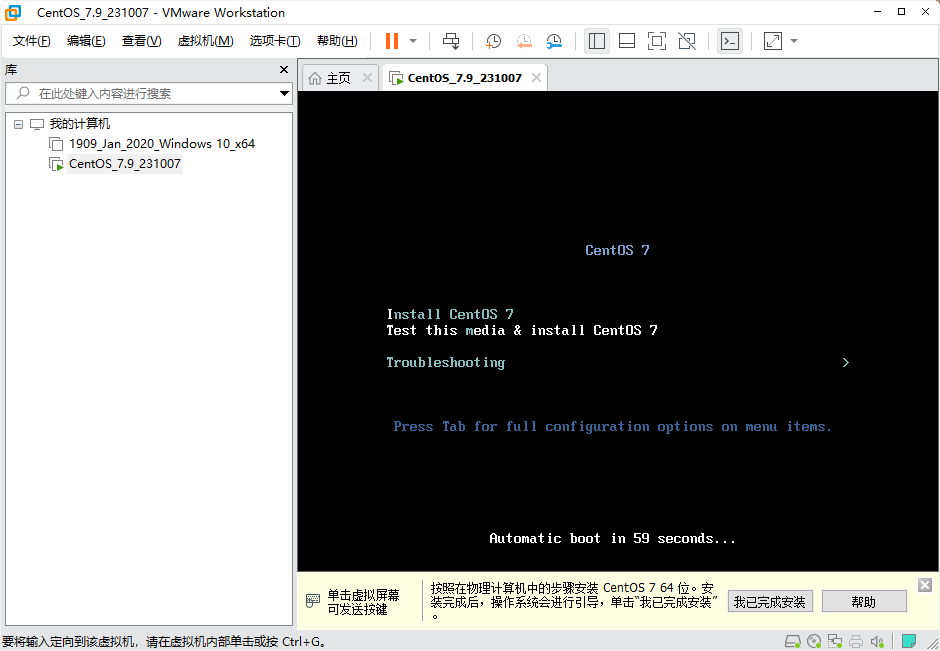 CentOS_7.9_231007 - VMware Workstation
文件(F) 编辑(E) 查看(V) 虚拟机(M) 选项卡(T) 帮助(H)
库
在此处键入内容进行搜索
我的计算机
1909_Jan_2020_Windows 10_x64
CentOS_7.9_231007
主页
CentOS_7.9_231007
CentOS 7
Install CentOS 7
Test this media & install CentOS 7
Troubleshooting >
Press Tab for full configuration options on menu items.
Automatic boot in 59 seconds...
单击虚拟屏幕
可发送按键
按照在物理计算机中的步骤安装 CentOS 7 64 位。安
装完成后，操作系统会进行引导，单击“我已完成安装”
。
我已完成安装
帮助
要将输入定向到该虚拟机，请在虚拟机内部单击或按 Ctrl+G。